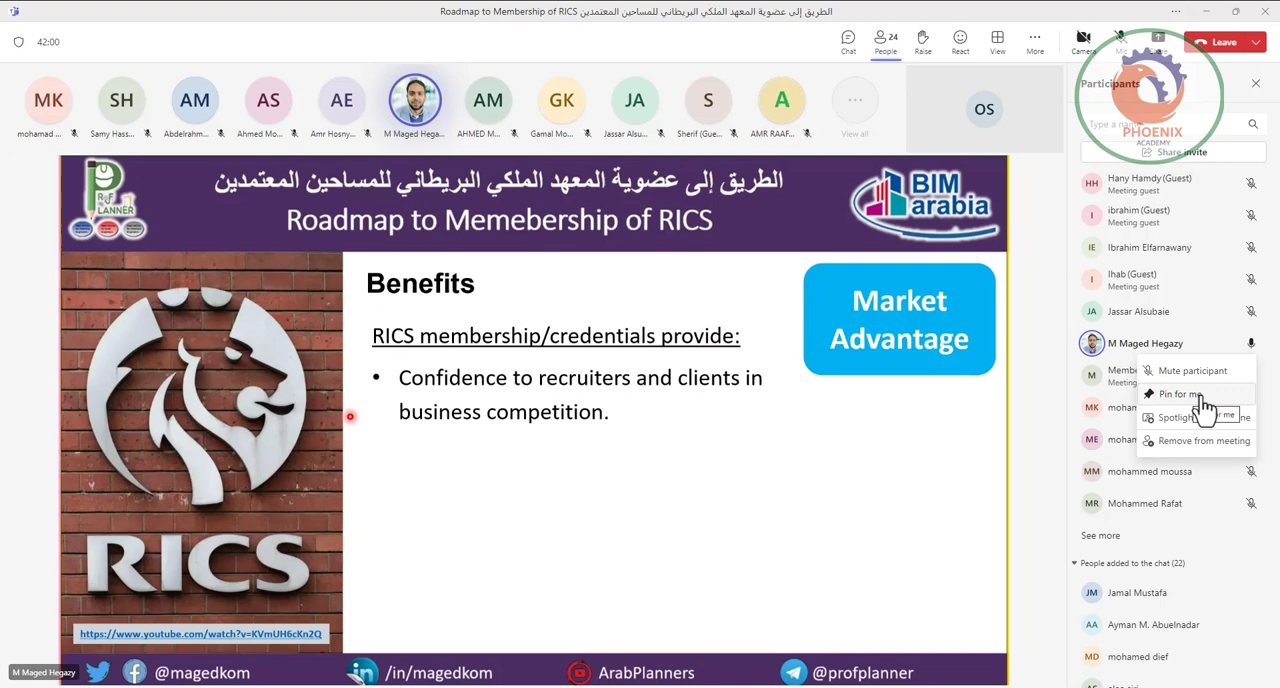 Roadmap to Membership of RICS الطريق إلى عضوية المعهد الملكي البريطاني للمساحين المعتمدين
42:00
Chat
24
People
Raise
React
View
More
Camera
Mic
Share
Leave
MK
SH
AM
AS
AE
AM
GK
JA
S
A
OS
mohamad ...
Samy Hass...
Abdelrahm...
Ahmed Mo...
Amr Hosny...
M Maged Hega...
AHMED M...
Gamal Mo...
Jassar Alsu...
Sherif (Gue...
AMR RAAF...
View all
Participants
Type a name
Share invite
PHOENIX
ACADEMY
HH
Hany Hamdy(Guest)
Meeting guest
I
ibrahim (Guest)
Meeting guest
IE
Ibrahim Elfarnawany
I
Ihab (Guest)
Meeting guest
JA
Jassar Alsubaie
M Maged Hegazy
M
Mute participant
Pin for me
Remove from meeting
MK
ME
MM
mohammed moussa
MR
Mohammed Rafat
See more
People added to the chat (22)
JM
Jamal Mustafa
AA
Ayman M. Abuelnadar
MD
mohamed dief
الطريق إلى عضوية المعهد الملكي البريطاني للمساحين المعتمدين
Roadmap to Memebership of RICS
BIM
arabia
Benefits
Market
Advantage
RICS membership/credentials provide:
• Confidence to recruiters and clients in
business competition.
RICS
https://www.youtube.com/watch?v=KVmUH6cKn2Q
M Maged Hegazy
@magedkom
/in/magedkom
ArabPlanners
@profplanner